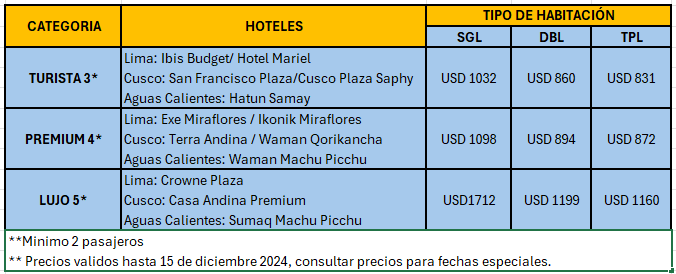 CATEGORIA HOTELES TIPO DE HABITACIÓN
SGL DBL TPL
TURISTA 3*
Lima: Ibis Budget/ Hotel Mariel
Cusco: San Francisco Plaza/Cusco Plaza Saphy
Aguas Calientes: Hatun Samay
USD 1032 USD 860 USD 831
PREMIUM 4*
Lima: Exe Miraflores / Ikonik Miraflores
Cusco: Terra Andina / Waman Qorikancha
Aguas Calientes: Waman Machu Picchu
USD 1098 USD 894 USD 872
LUJO 5*
Lima: Crowne Plaza
Cusco: Casa Andina Premium
Aguas Calientes: Sumaq Machu Picchu
USD1712 USD 1199 USD 1160
**Minimo 2 pasajeros
** Precios validos hasta 15 de diciembre 2024, consultar precios para fechas especiales.